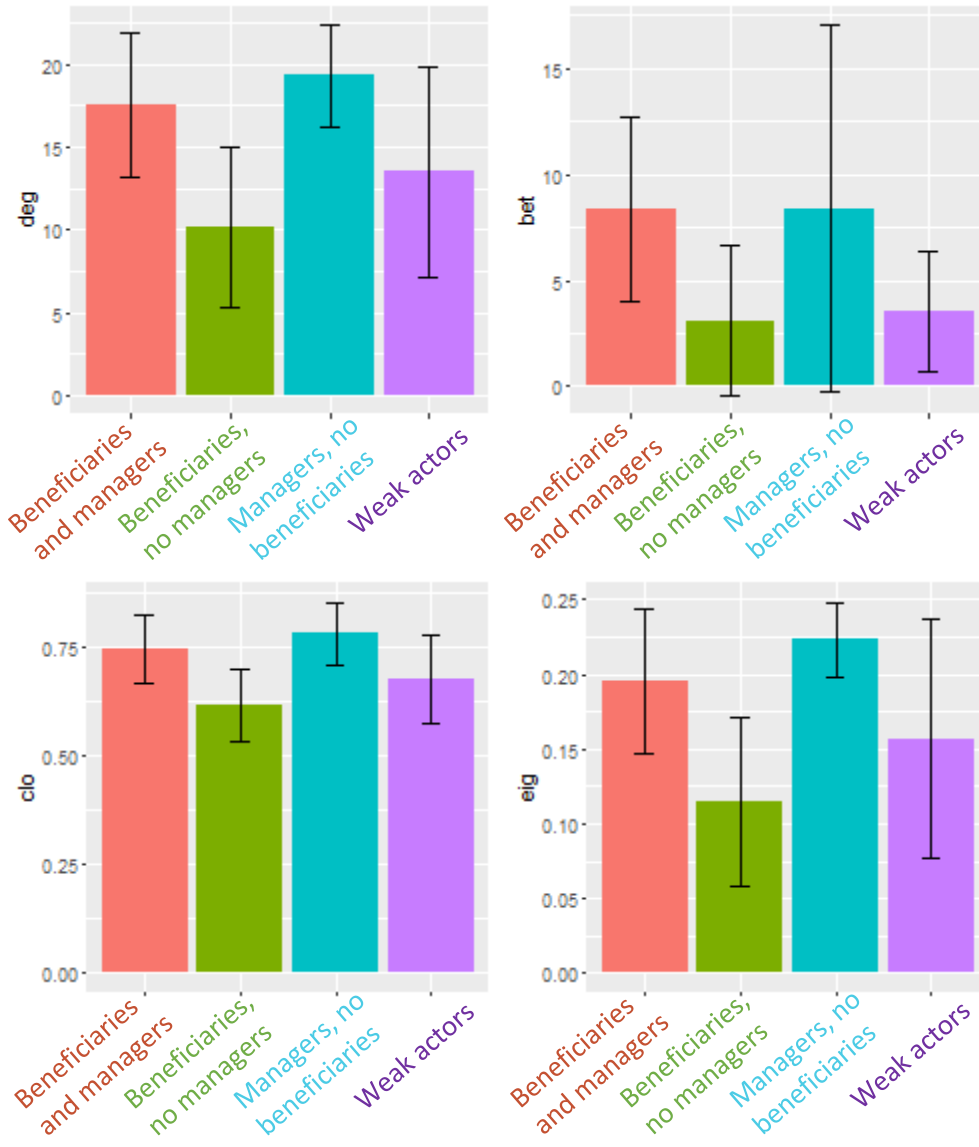 deg
20
15
10
5
0
Beneficiaries
and managers
Beneficiaries,
no managers
Managers, no
beneficiaries
Weak actors
bet
15
10
5
0
Beneficiaries
and managers
Beneficiaries,
no managers
Managers, no
beneficiaries
Weak actors
clo
0.75
0.50
0.25
0.00
Beneficiaries
and managers
Beneficiaries,
no managers
Managers, no
beneficiaries
Weak actors
eig
0.25
0.20
0.15
0.10
0.05
0.00
Beneficiaries
and managers
Beneficiaries,
no managers
Managers, no
beneficiaries
Weak actors